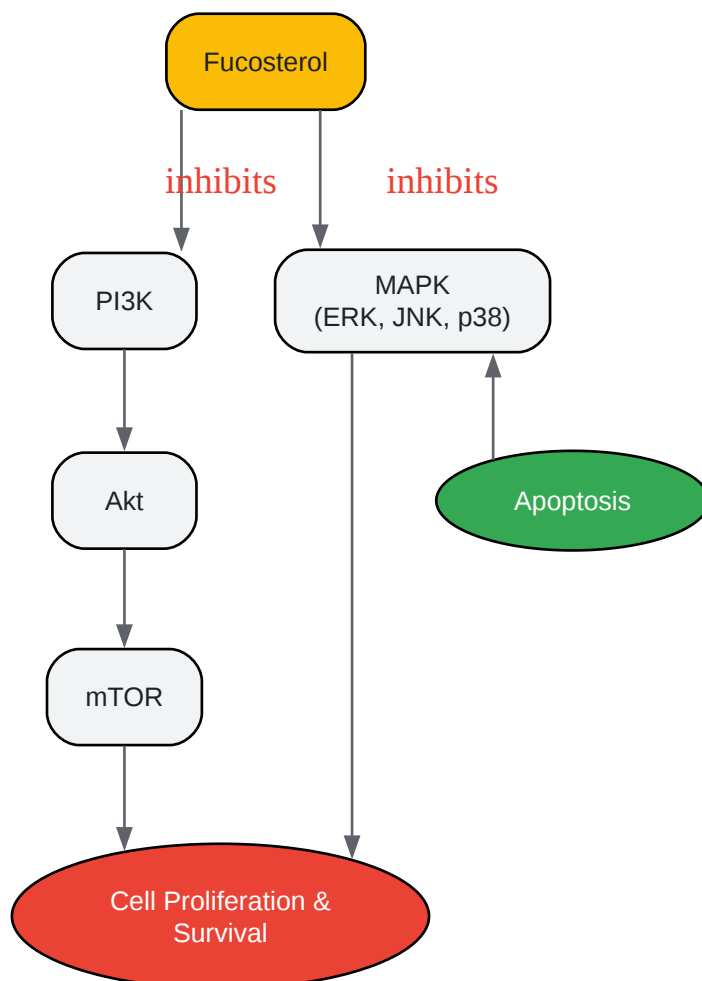 Fucosterol
inhibits
inhibits
PI3K
MAPK
(ERK, JNK, p38)
Akt
Apoptosis
mTOR
Cell Proliferation &
Survival